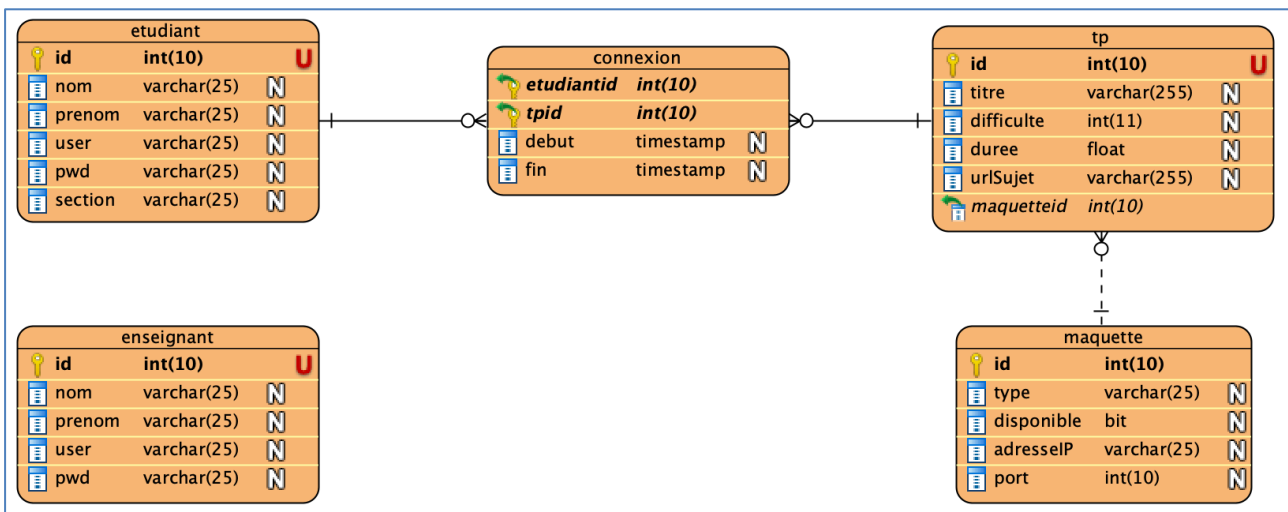 etudiant
id int(10) U
nom varchar(25) N
prenom varchar(25) N
user varchar(25) N
pwd varchar(25) N
section varchar(25) N
connexion
etudiantid int(10)
tpid int(10)
debut timestamp N
fin timestamp N
tp
id int(10) U
titre varchar(255) N
difficulte int(11) N
duree float N
urlSujet varchar(255) N
maquetteid int(10)
enseignant
id int(10) U
nom varchar(25) N
prenom varchar(25) N
user varchar(25) N
pwd varchar(25) N
maquette
id int(10)
type varchar(25) N
disponible bit N
adresseIP varchar(25) N
port int(10) N